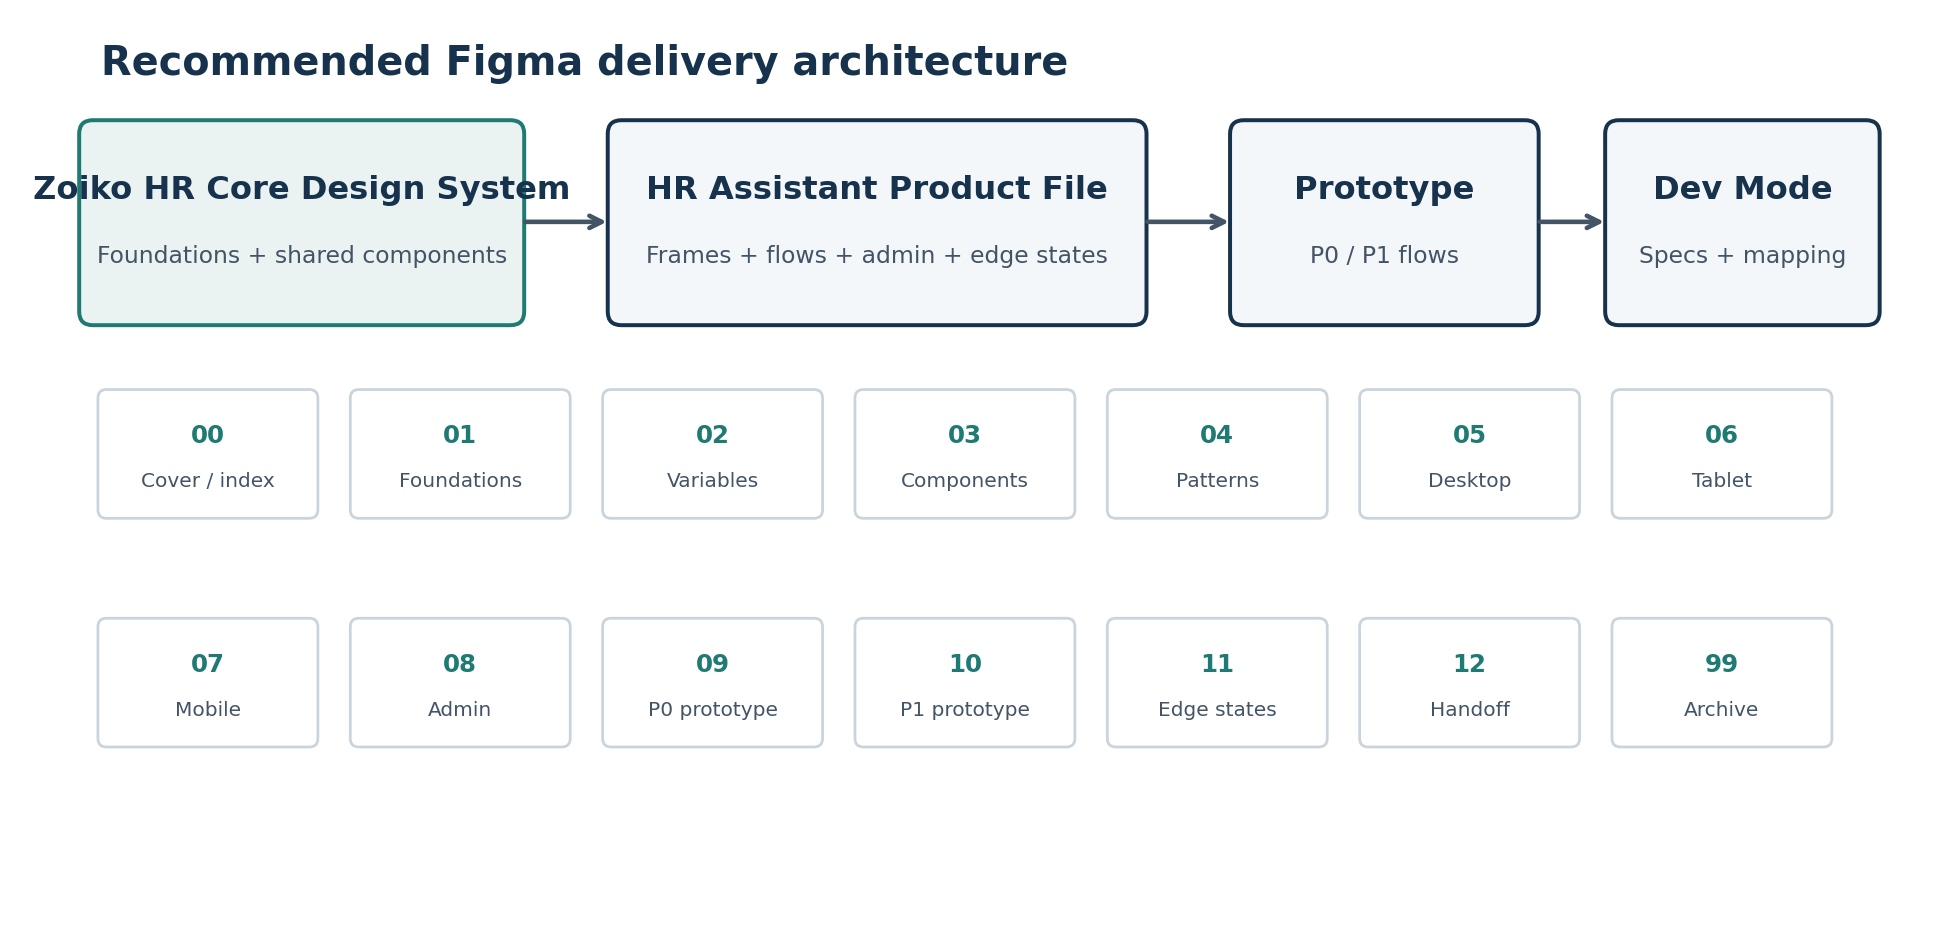 Recommended Figma delivery architecture
Zoiko HR Core Design System
Foundations + shared components
HR Assistant Product File
Frames + flows + admin + edge states
Prototype
P0 / P1 flows
Dev Mode
Specs + mapping
00
Cover / index
01
Foundations
02
Variables
03
Components
04
Patterns
05
Desktop
06
Tablet
07
Mobile
08
Admin
09
P0 prototype
10
P1 prototype
11
Edge states
12
Handoff
99
Archive